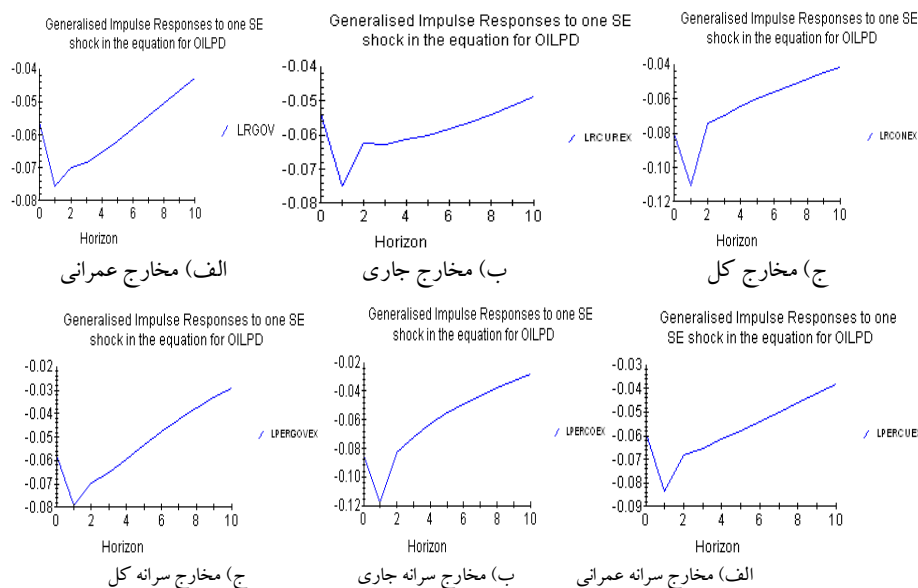 Generalised Impulse Responses to one SE
shock in the equation for OILPD
-0.04
-0.05
-0.06
-0.07
-0.08
0 2 4 6 8 10
Horizon
LRGOV
الف) مخارج عمرانی
Generalised Impulse Responses to one SE
shock in the equation for OILPD
-0.04
-0.05
-0.06
-0.07
-0.08
0 2 4 6 8 10
Horizon
LRCUREX
ب) مخارج جاری
Generalised Impulse Responses to one SE
shock in the equation for OILPD
-0.04
-0.06
-0.08
-0.10
-0.12
0 2 4 6 8 10
Horizon
LRCONEX
ج) مخارج کل
Generalised Impulse Responses to one SE
shock in the equation for OILPD
-0.02
-0.03
-0.04
-0.05
-0.06
-0.07
-0.08
0 2 4 6 8 10
Horizon
LPERGOVEX
ج) مخارج سرانه کل
Generalised Impulse Responses to one SE
shock in the equation for OILPD
-0.02
-0.04
-0.06
-0.08
-0.10
-0.12
0 2 4 6 8 10
Horizon
LPERCOEX
ب) مخارج سرانه جاری
Generalised Impulse Responses to one
SE shock in the equation for OILPD
-0.03
-0.04
-0.05
-0.06
-0.07
-0.08
-0.09
0 2 4 6 8 10
Horizon
LPERCUE
الف) مخارج سرانه عمرانی